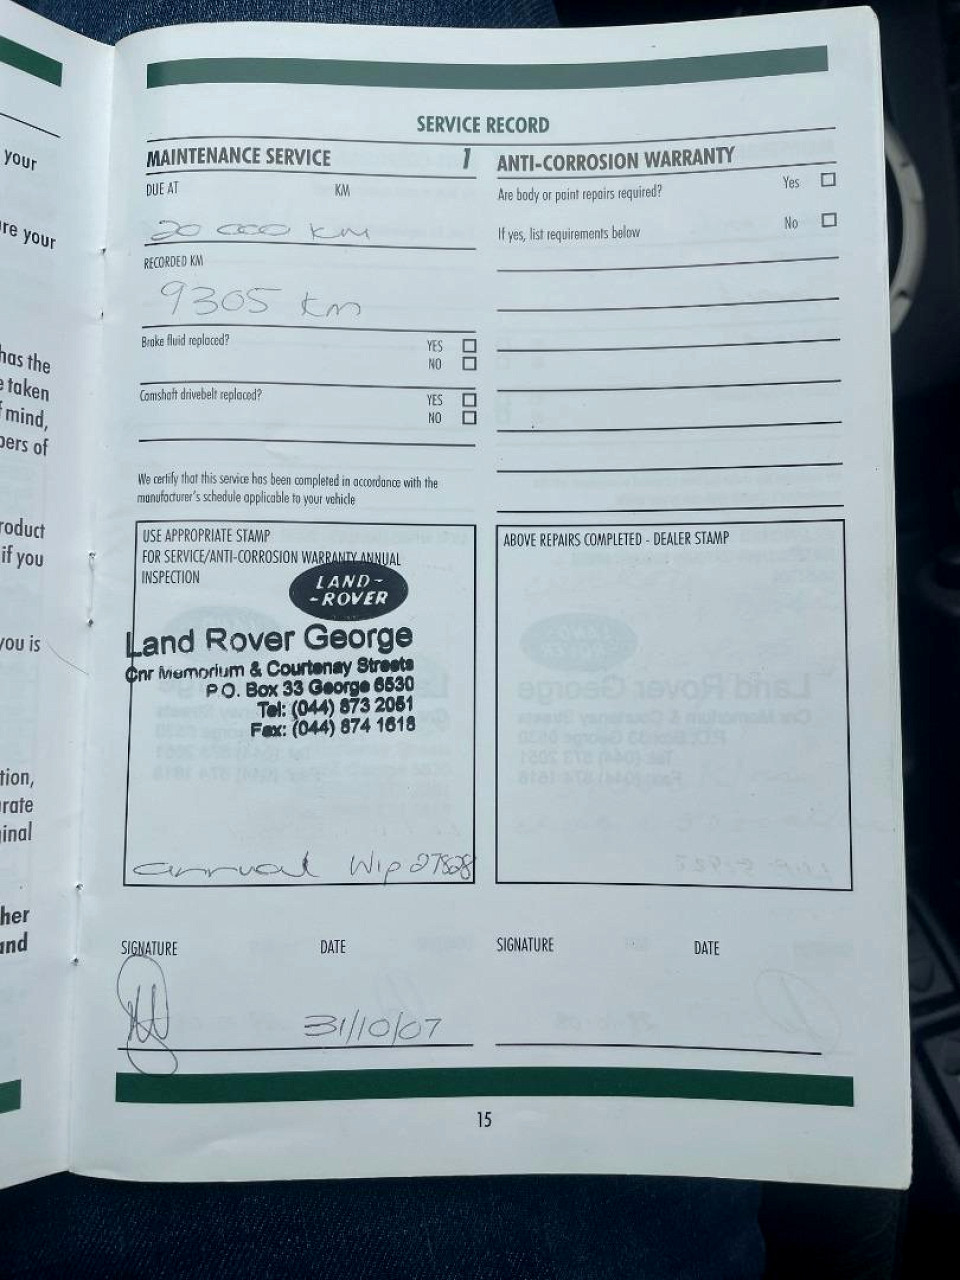 your
re your
has the
e taken
f mind,
bers of
roduct
if you
you is
tion,
urate
ginal
her
and
SERVICE RECORD
MAINTENANCE SERVICE 1
DUE AT KM
20 000 KM
RECORDED KM
9305 km
Brake fluid replaced? YES
NO
Camshaft drivebelt replaced? YES
NO
We certify that this service has been completed in accordance with the
manufacturer's schedule applicable to your vehicle
USE APPROPRIATE STAMP
FOR SERVICE/ANTI-CORROSION WARRANTY ANNUAL
INSPECTION
LAND-
-ROVER
Land Rover George
Cnr Memorium & Courtenay Streets
P.O. Box 33 George 6530
Tel: (044) 873 2051
Fax: (044) 874 1618
annual Wip 27828
SIGNATURE DATE
31/10/07
ANTI-CORROSION WARRANTY
Are body or paint repairs required? Yes
If yes, list requirements below No
ABOVE REPAIRS COMPLETED - DEALER STAMP
SIGNATURE DATE
15